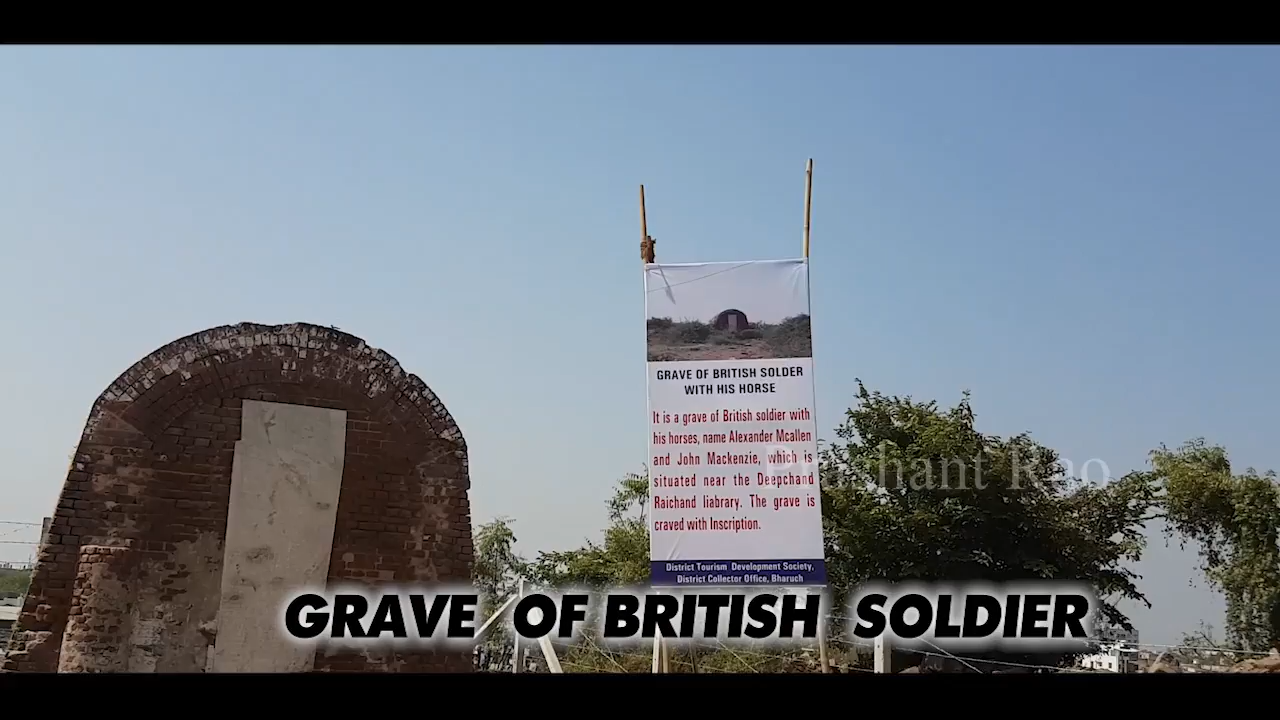 GRAVE OF BRITISH SOLDER
WITH HIS HORSE
It is a grave of British soldier with
his horses, name Alexander Mcallen
and John Mackenzie, which is
situated near the Deepchand
Raichand liabrary. The grave is
craved with Inscription.
Prashant Rao
District Tourism Development Society,
District Collector Office, Bharuch
GRAVE OF BRITISH SOLDIER